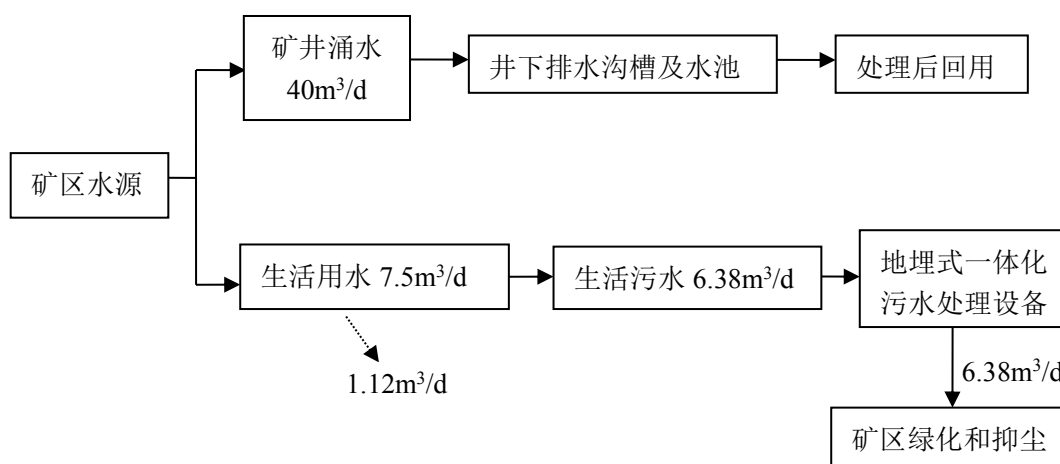 矿区水源
矿井涌水
40m³/d
井下排水沟槽及水池
处理后回用
生活用水 7.5m³/d
1.12m³/d
生活污水 6.38m³/d
地埋式一体化
污水处理设备
6.38m³/d
矿区绿化和抑尘